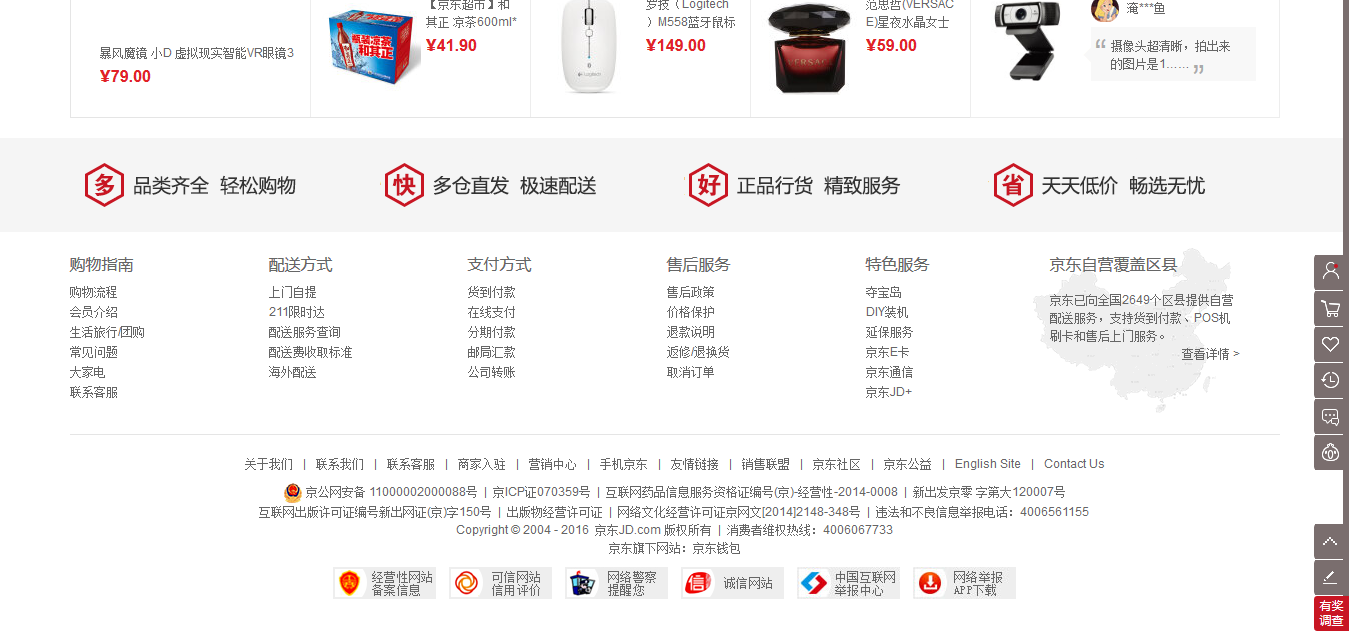 暴风魔镜 小D 虚拟现实智能VR眼镜3
¥79.00
【京东超市】和
其正 凉茶600ml*
¥41.90
瓶装凉茶
和其正
罗技（Logitech
）M558蓝牙鼠标
¥149.00
Logitech
范思哲(VERSAC
E)星夜水晶女士
¥59.00
VERSACE
淹***鱼
“ 摄像头超清晰，拍出来
的图片是1...... ”
多 品类齐全 轻松购物
快 多仓直发 极速配送
好 正品行货 精致服务
省 天天低价 畅选无忧
购物指南
购物流程
会员介绍
生活旅行/团购
常见问题
大家电
联系客服
配送方式
上门自提
211限时达
配送服务查询
配送费收取标准
海外配送
支付方式
货到付款
在线支付
分期付款
邮局汇款
公司转账
售后服务
售后政策
价格保护
退款说明
返修/退换货
取消订单
特色服务
夺宝岛
DIY装机
延保服务
京东E卡
京东通信
京东JD+
京东自营覆盖区县
京东已向全国2649个区县提供自营
配送服务，支持货到付款、POS机
刷卡和售后上门服务。
查看详情 >
关于我们 | 联系我们 | 联系客服 | 商家入驻 | 营销中心 | 手机京东 | 友情链接 | 销售联盟 | 京东社区 | 京东公益 | English Site | Contact Us
京公网安备 11000002000088号 | 京ICP证070359号 | 互联网药品信息服务资格证编号(京)-经营性-2014-0008 | 新出发京零 字第大120007号
互联网出版许可证编号新出网证(京)字150号 | 出版物经营许可证 | 网络文化经营许可证京网文[2014]2148-348号 | 违法和不良信息举报电话：4006561155
Copyright © 2004 - 2016 京东JD.com 版权所有 | 消费者维权热线：4006067733
京东旗下网站：京东钱包
经营性网站
备案信息
可信网站
信用评价
网络警察
提醒您
信 诚信网站
中国互联网
举报中心
网络举报
APP下载
有奖
调查